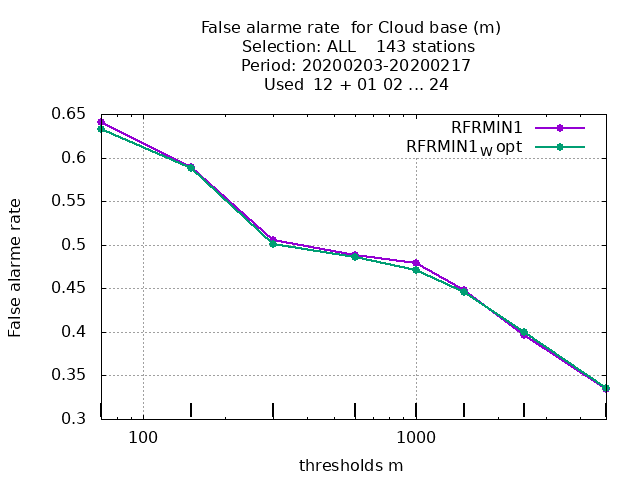 False alarme rate  for Cloud base (m)
Selection: ALL    143 stations
Period: 20200203-20200217
Used  12 + 01 02 ... 24
RFRMIN1
RFRMIN1W opt
0.65
0.6
0.55
0.5
0.45
0.4
0.35
0.3
False alarme rate
100
1000
thresholds m